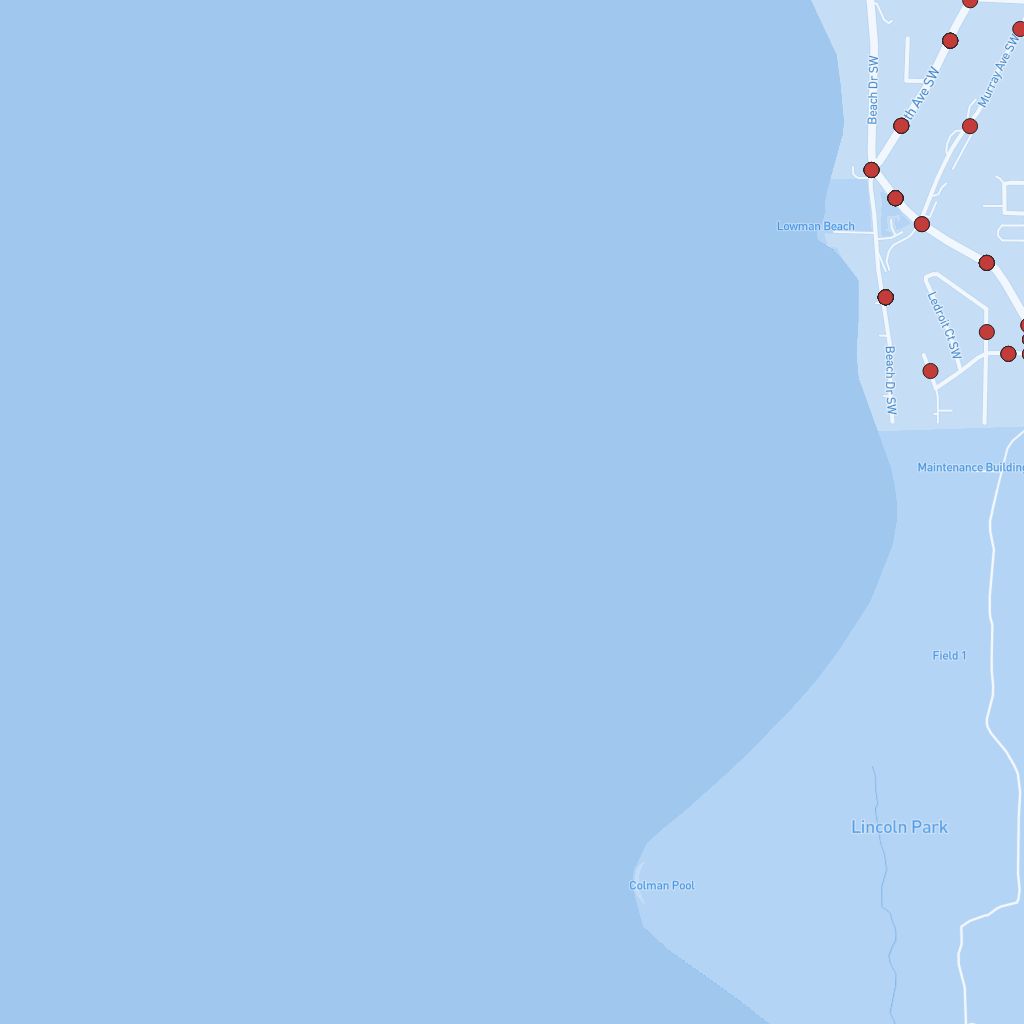 Beach Dr SW
th Ave SW
Murray Ave SW
Lowman Beach
Ledroit Ct SW
Beach Dr SW
Maintenance Building
Field 1
Lincoln Park
Colman Pool